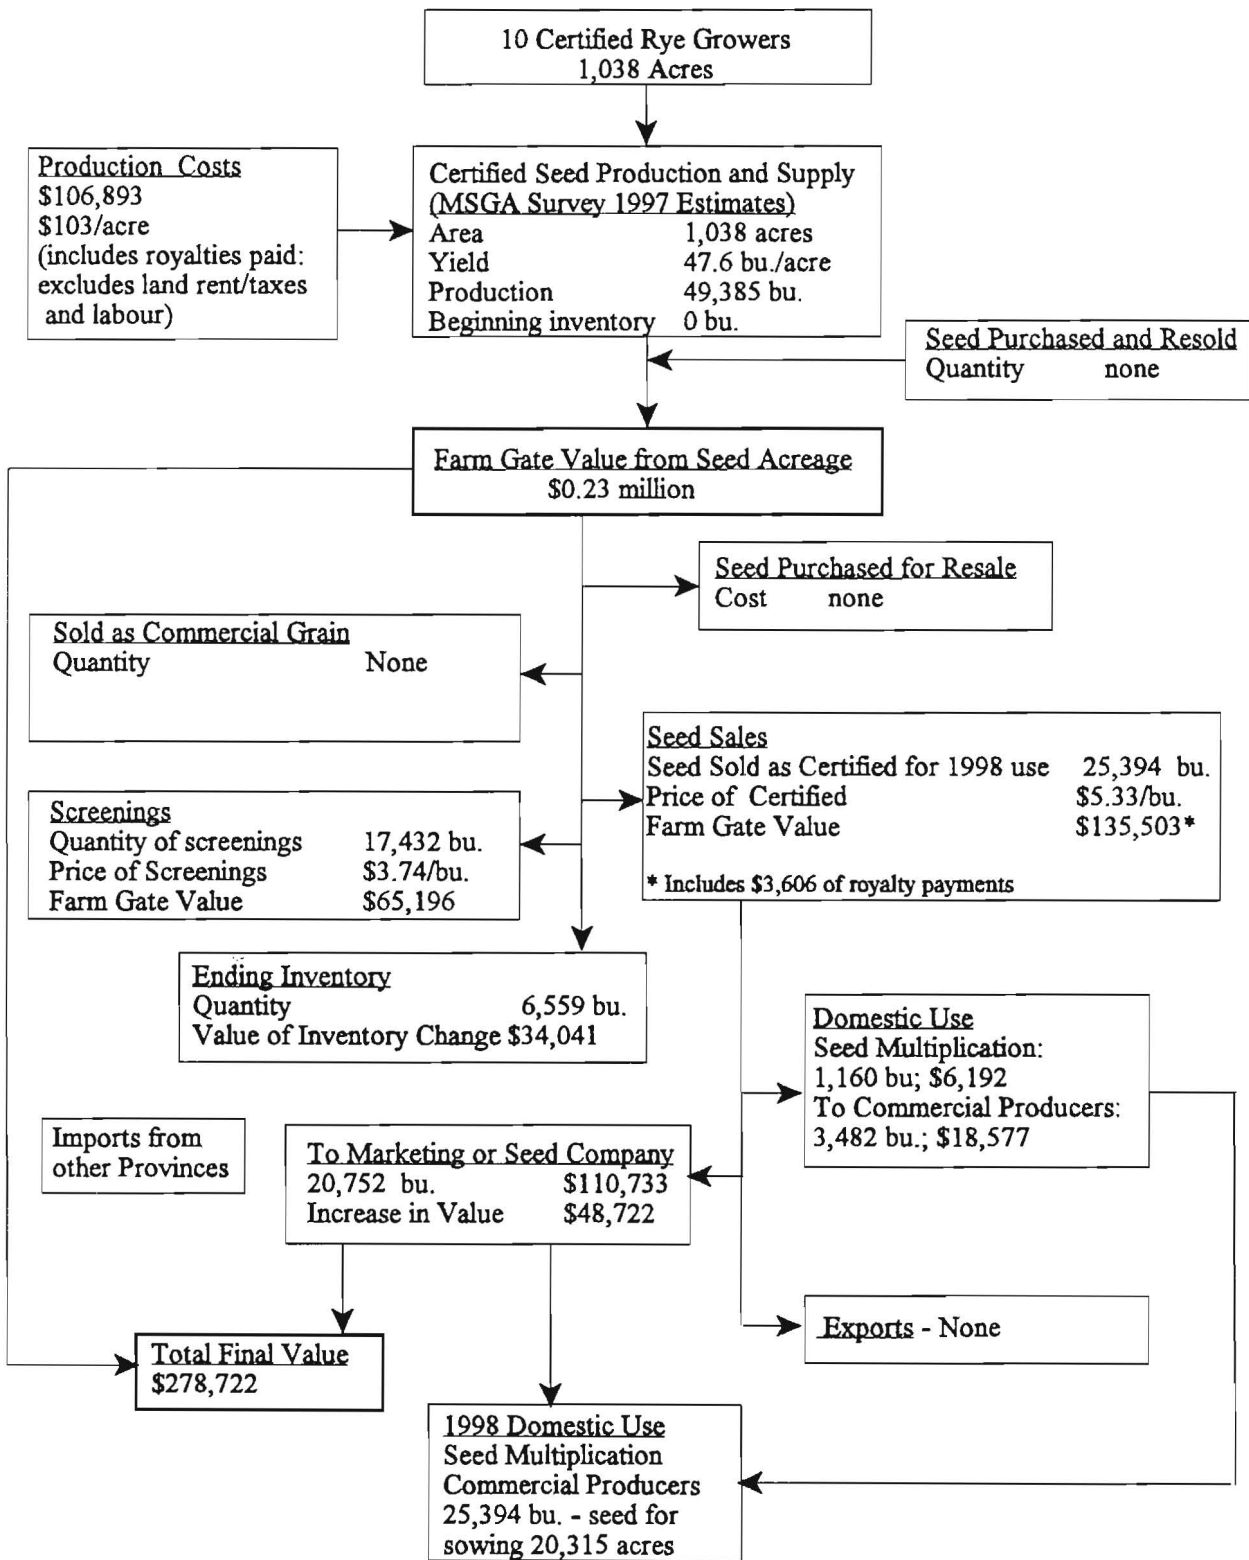 10 Certified Rye Growers
1,038 Acres
Production Costs
$106,893
$103/acre
(includes royalties paid:
excludes land rent/taxes
and labour)
Certified Seed Production and Supply
(MSGA Survey 1997 Estimates)
Area 1,038 acres
Yield 47.6 bu./acre
Production 49,385 bu.
Beginning inventory 0 bu.
Seed Purchased and Resold
Quantity none
Farm Gate Value from Seed Acreage
$0.23 million
Seed Purchased for Resale
Cost none
Sold as Commercial Grain
Quantity None
Seed Sales
Seed Sold as Certified for 1998 use 25,394 bu.
Price of Certified $5.33/bu.
Farm Gate Value $135,503*
* Includes $3,606 of royalty payments
Screenings
Quantity of screenings 17,432 bu.
Price of Screenings $3.74/bu.
Farm Gate Value $65,196
Ending Inventory
Quantity 6,559 bu.
Value of Inventory Change $34,041
Domestic Use
Seed Multiplication:
1,160 bu; $6,192
To Commercial Producers:
3,482 bu.; $18,577
Imports from
other Provinces
To Marketing or Seed Company
20,752 bu. $110,733
Increase in Value $48,722
Exports - None
Total Final Value
$278,722
1998 Domestic Use
Seed Multiplication
Commercial Producers
25,394 bu. - seed for
sowing 20,315 acres